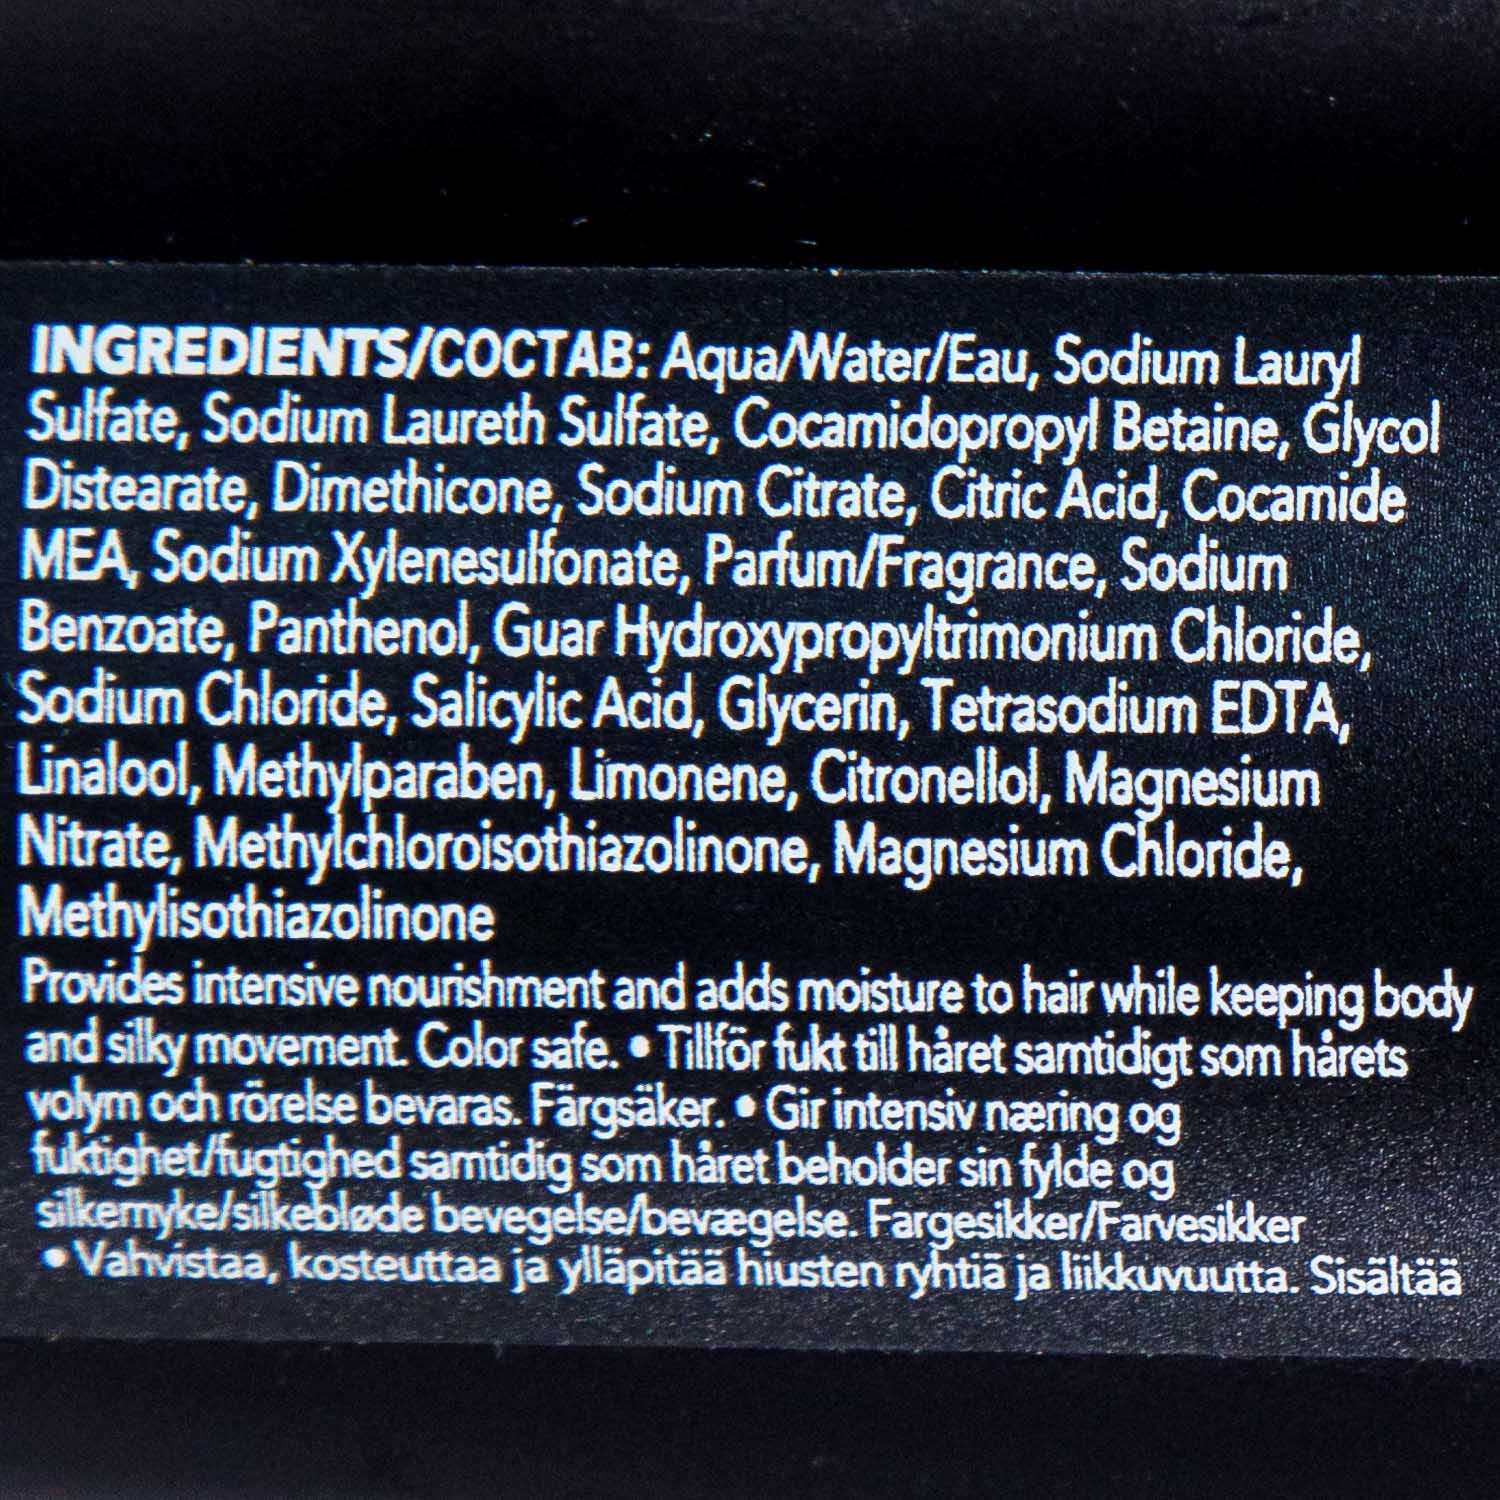 INGREDIENTS/СОСТАВ: Aqua/Water/Eau, Sodium Lauryl
Sulfate, Sodium Laureth Sulfate, Cocamidopropyl Betaine, Glycol
Distearate, Dimethicone, Sodium Citrate, Citric Acid, Cocamide
MEA, Sodium Xylenesulfonate, Parfum/Fragrance, Sodium
Benzoate, Panthenol, Guar Hydroxypropyltrimonium Chloride,
Sodium Chloride, Salicylic Acid, Glycerin, Tetrasodium EDTA,
Linalool, Methylparaben, Limonene, Citronellol, Magnesium
Nitrate, Methylchloroisothiazolinone, Magnesium Chloride,
Methylisothiazolinone
Provides intensive nourishment and adds moisture to hair while keeping body
and silky movement. Color safe. • Tillför fukt till håret samtidigt som hårets
volym och rörelse bevaras. Färgsäker. • Gir intensiv næring og
fuktighet/fugtighed samtidig som håret beholder sin fylde og
silkemyke/silkebløde bevegelse/bevægelse. Fargesikker/Farvesikker
• Vahvistaa, kosteuttaa ja ylläpitää hiusten ryhtiä ja liikkuvuutta. Sisältää